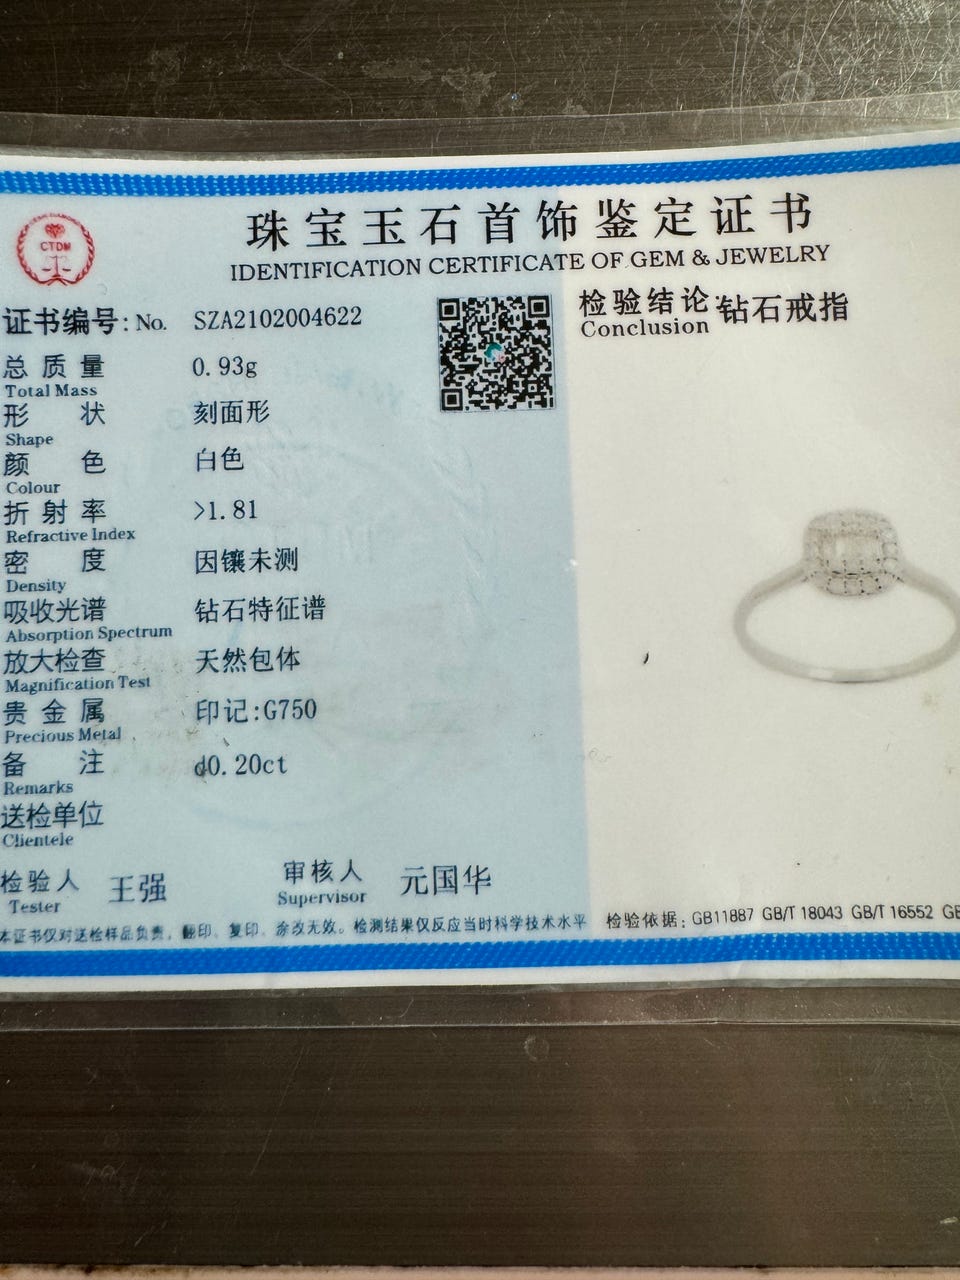 珠宝玉石首饰鉴定证书
IDENTIFICATION CERTIFICATE OF GEM & JEWELRY
CTDM
证书编号: No. SZA2102004622
检验结论: 钻石戒指
Conclusion
总质量 0.93g
Total Mass
形状 刻面形
Shape
颜色 白色
Colour
折射率 >1.81
Refractive Index
密度 因镶未测
Density
吸收光谱 钻石特征谱
Absorption Spectrum
放大检查 天然包体
Magnification Test
贵金属 印记:G750
Precious Metal
备注 d0.20ct
Remarks
送检单位
Clientele
检验人 王强
Tester
审核人 元国华
Supervisor
本证书仅对送检样品负责，翻印、复印、涂改无效。检测结果仅反应当时科学技术水平
检验依据: GB11887 GB/T 18043 GB/T 16552 GB